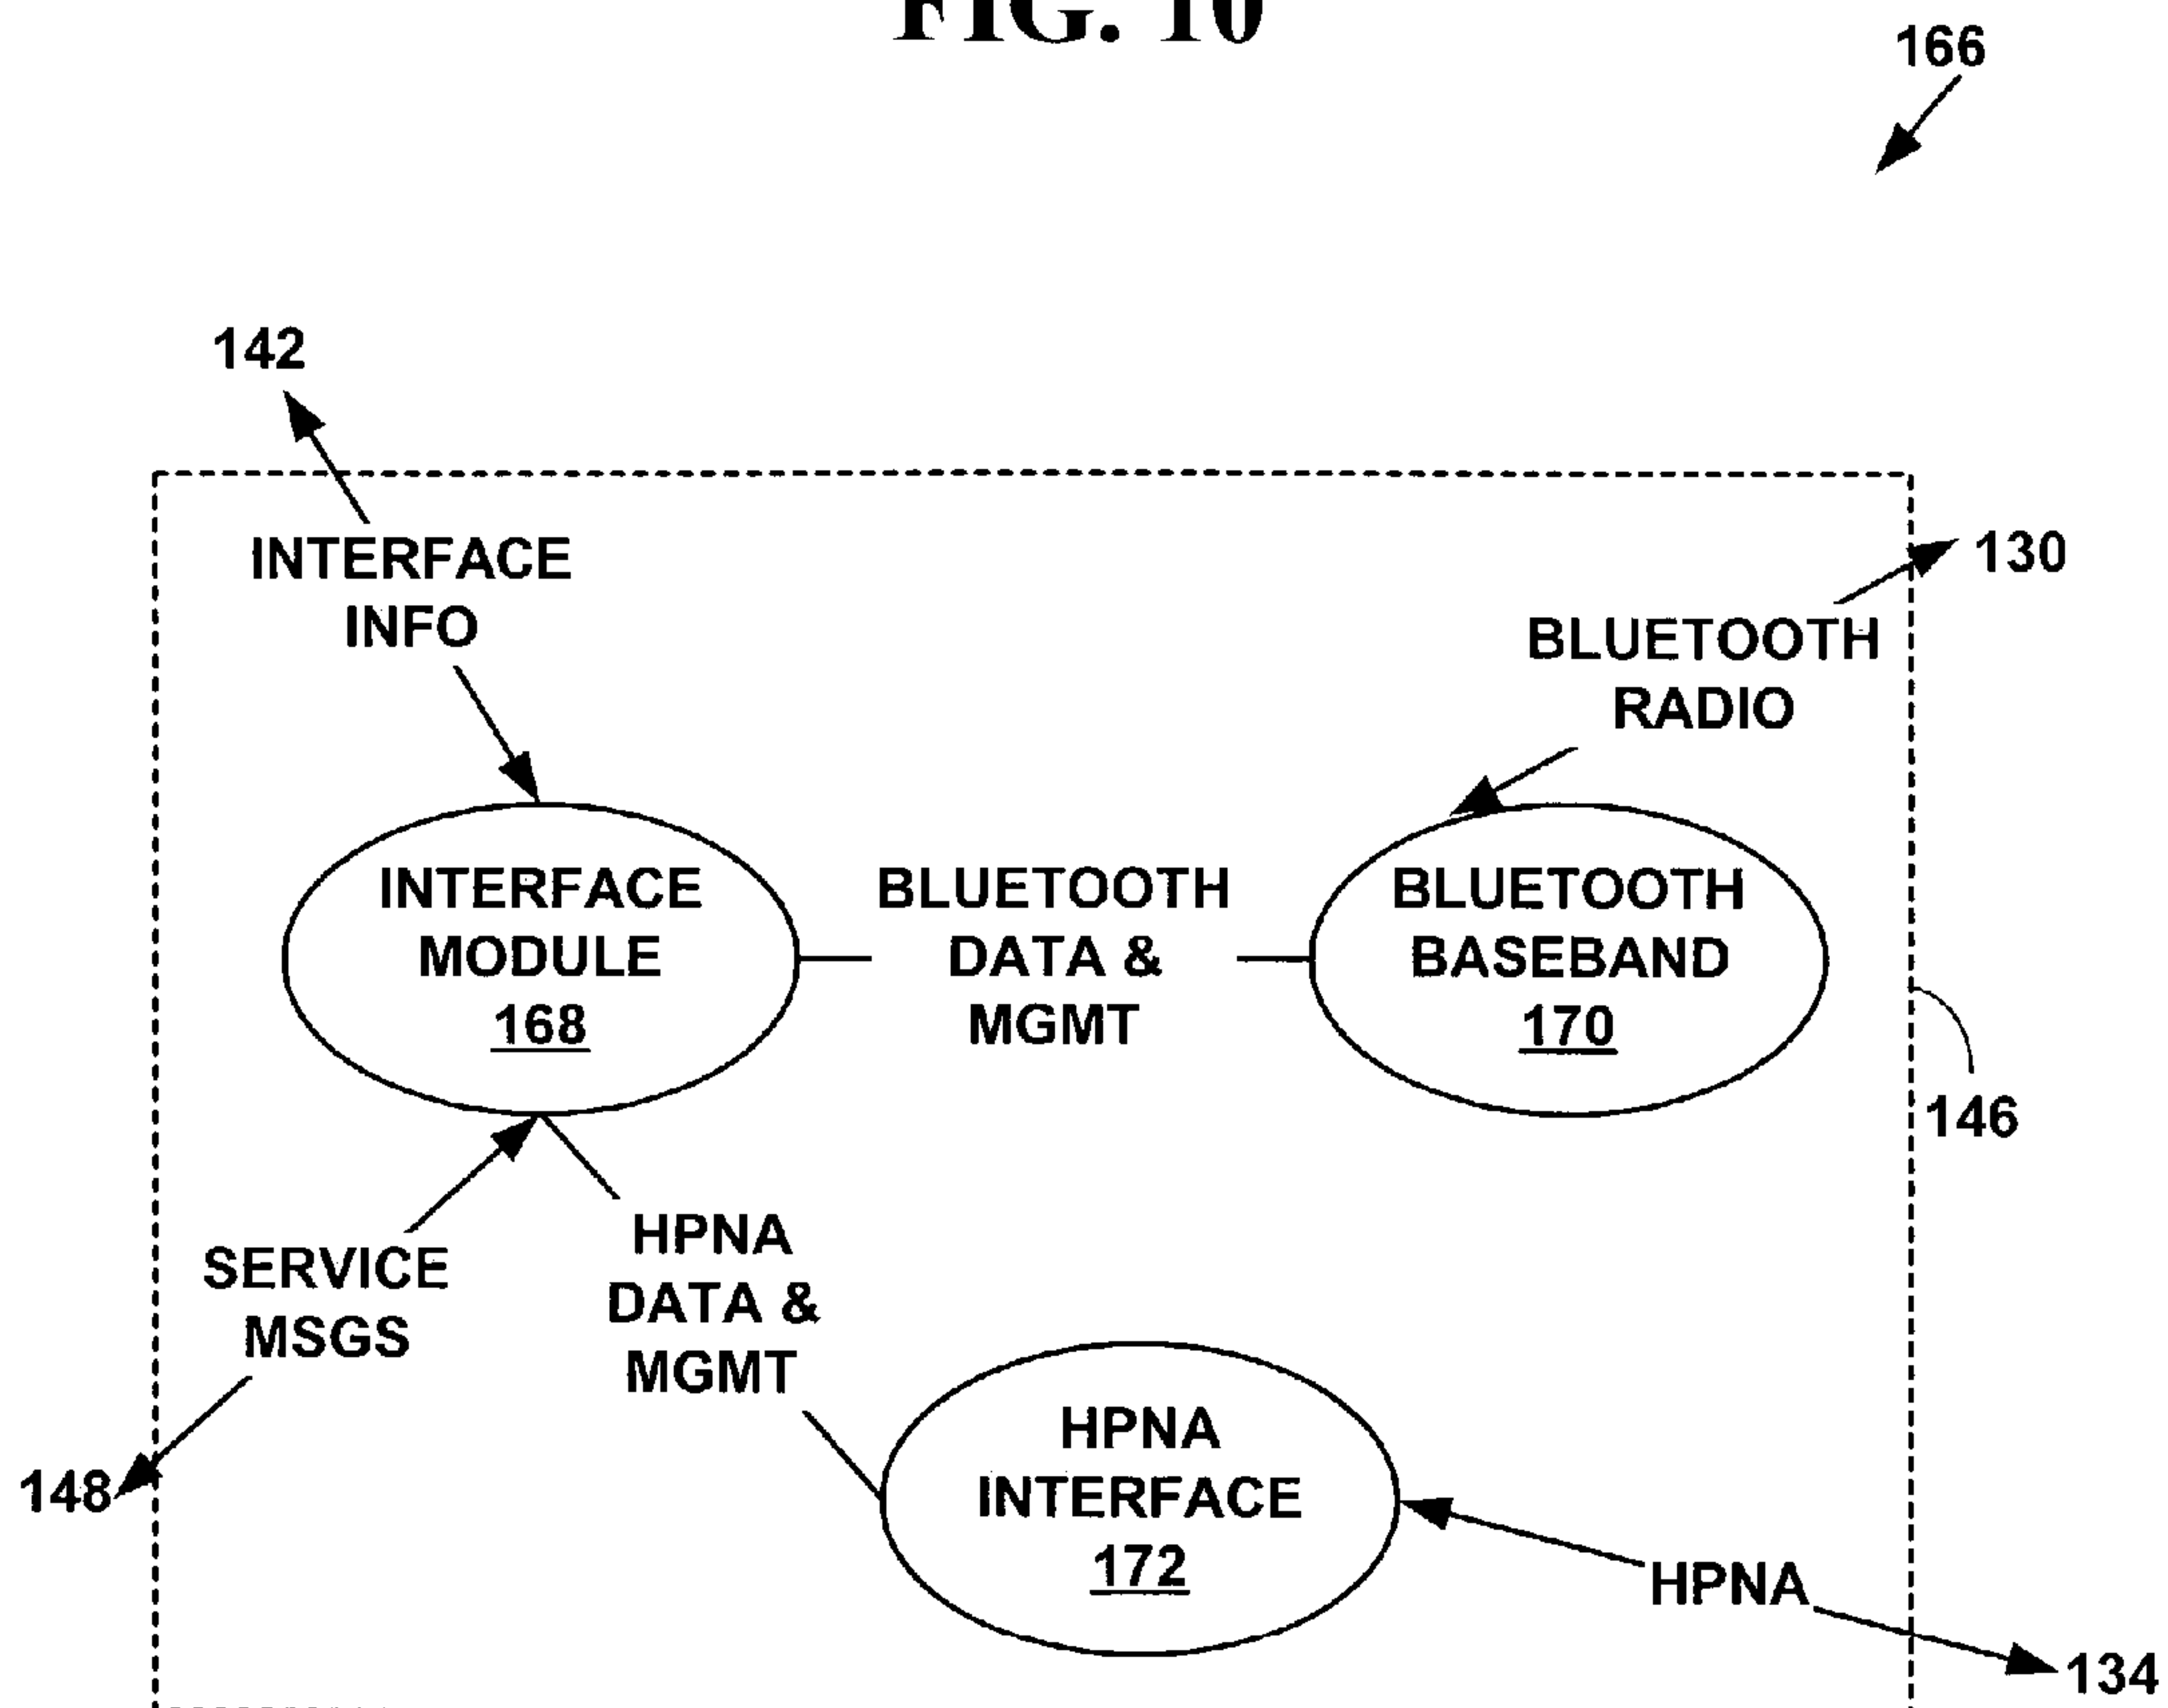 FIG. 10
166
142
INTERFACE
INFO
130
BLUETOOTH
RADIO
INTERFACE
MODULE
168
BLUETOOTH
DATA &
MGMT
BLUETOOTH
BASEBAND
170
146
SERVICE
MSGS
148
HPNA
DATA &
MGMT
HPNA
INTERFACE
172
HPNA
134